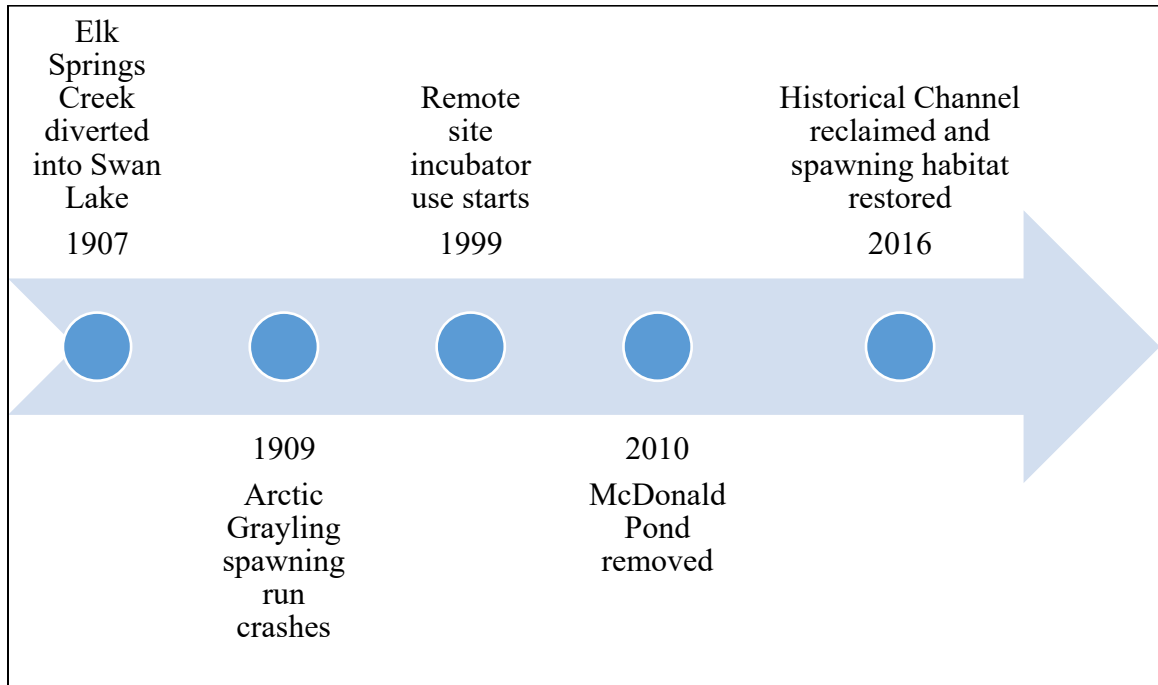 Elk
Springs
Creek
diverted
into Swan
Lake
1907
1909
Arctic
Grayling
spawning
run
crashes
Remote
site
incubator
use starts
1999
2010
McDonald
Pond
removed
Historical Channel
reclaimed and
spawning habitat
restored
2016